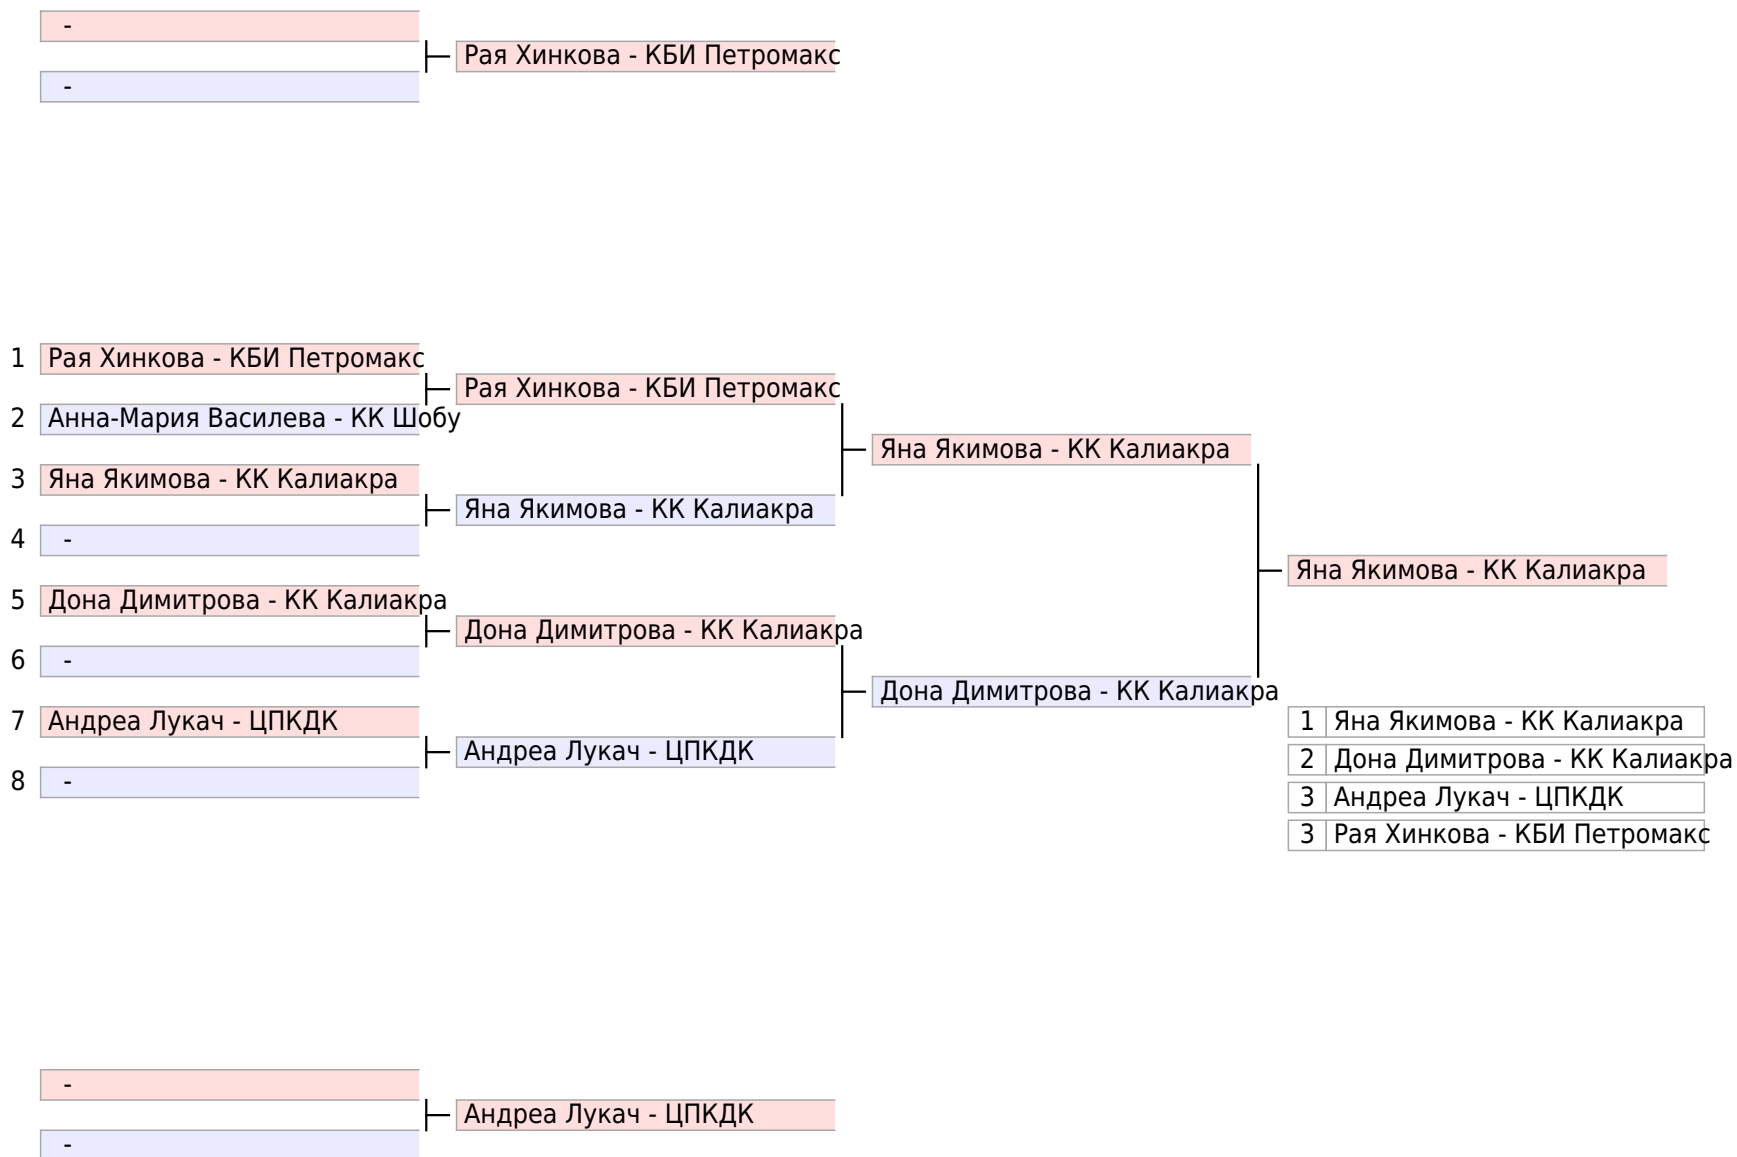 -
Рая Хинкова - КБИ Петромакс
-
1 Рая Хинкова - КБИ Петромакс
Рая Хинкова - КБИ Петромакс
2 Анна-Мария Василева - КК Шобу
Яна Якимова - КК Калиакра
3 Яна Якимова - КК Калиакра
Яна Якимова - КК Калиакра
4 -
Яна Якимова - КК Калиакра
5 Дона Димитрова - КК Калиакра
Дона Димитрова - КК Калиакра
6 -
Дона Димитрова - КК Калиакра
7 Андреа Лукач - ЦПКДК
1 Яна Якимова - КК Калиакра
Андреа Лукач - ЦПКДК
2 Дона Димитрова - КК Калиакра
8 -
3 Андреа Лукач - ЦПКДК
3 Рая Хинкова - КБИ Петромакс
-
Андреа Лукач - ЦПКДК
-